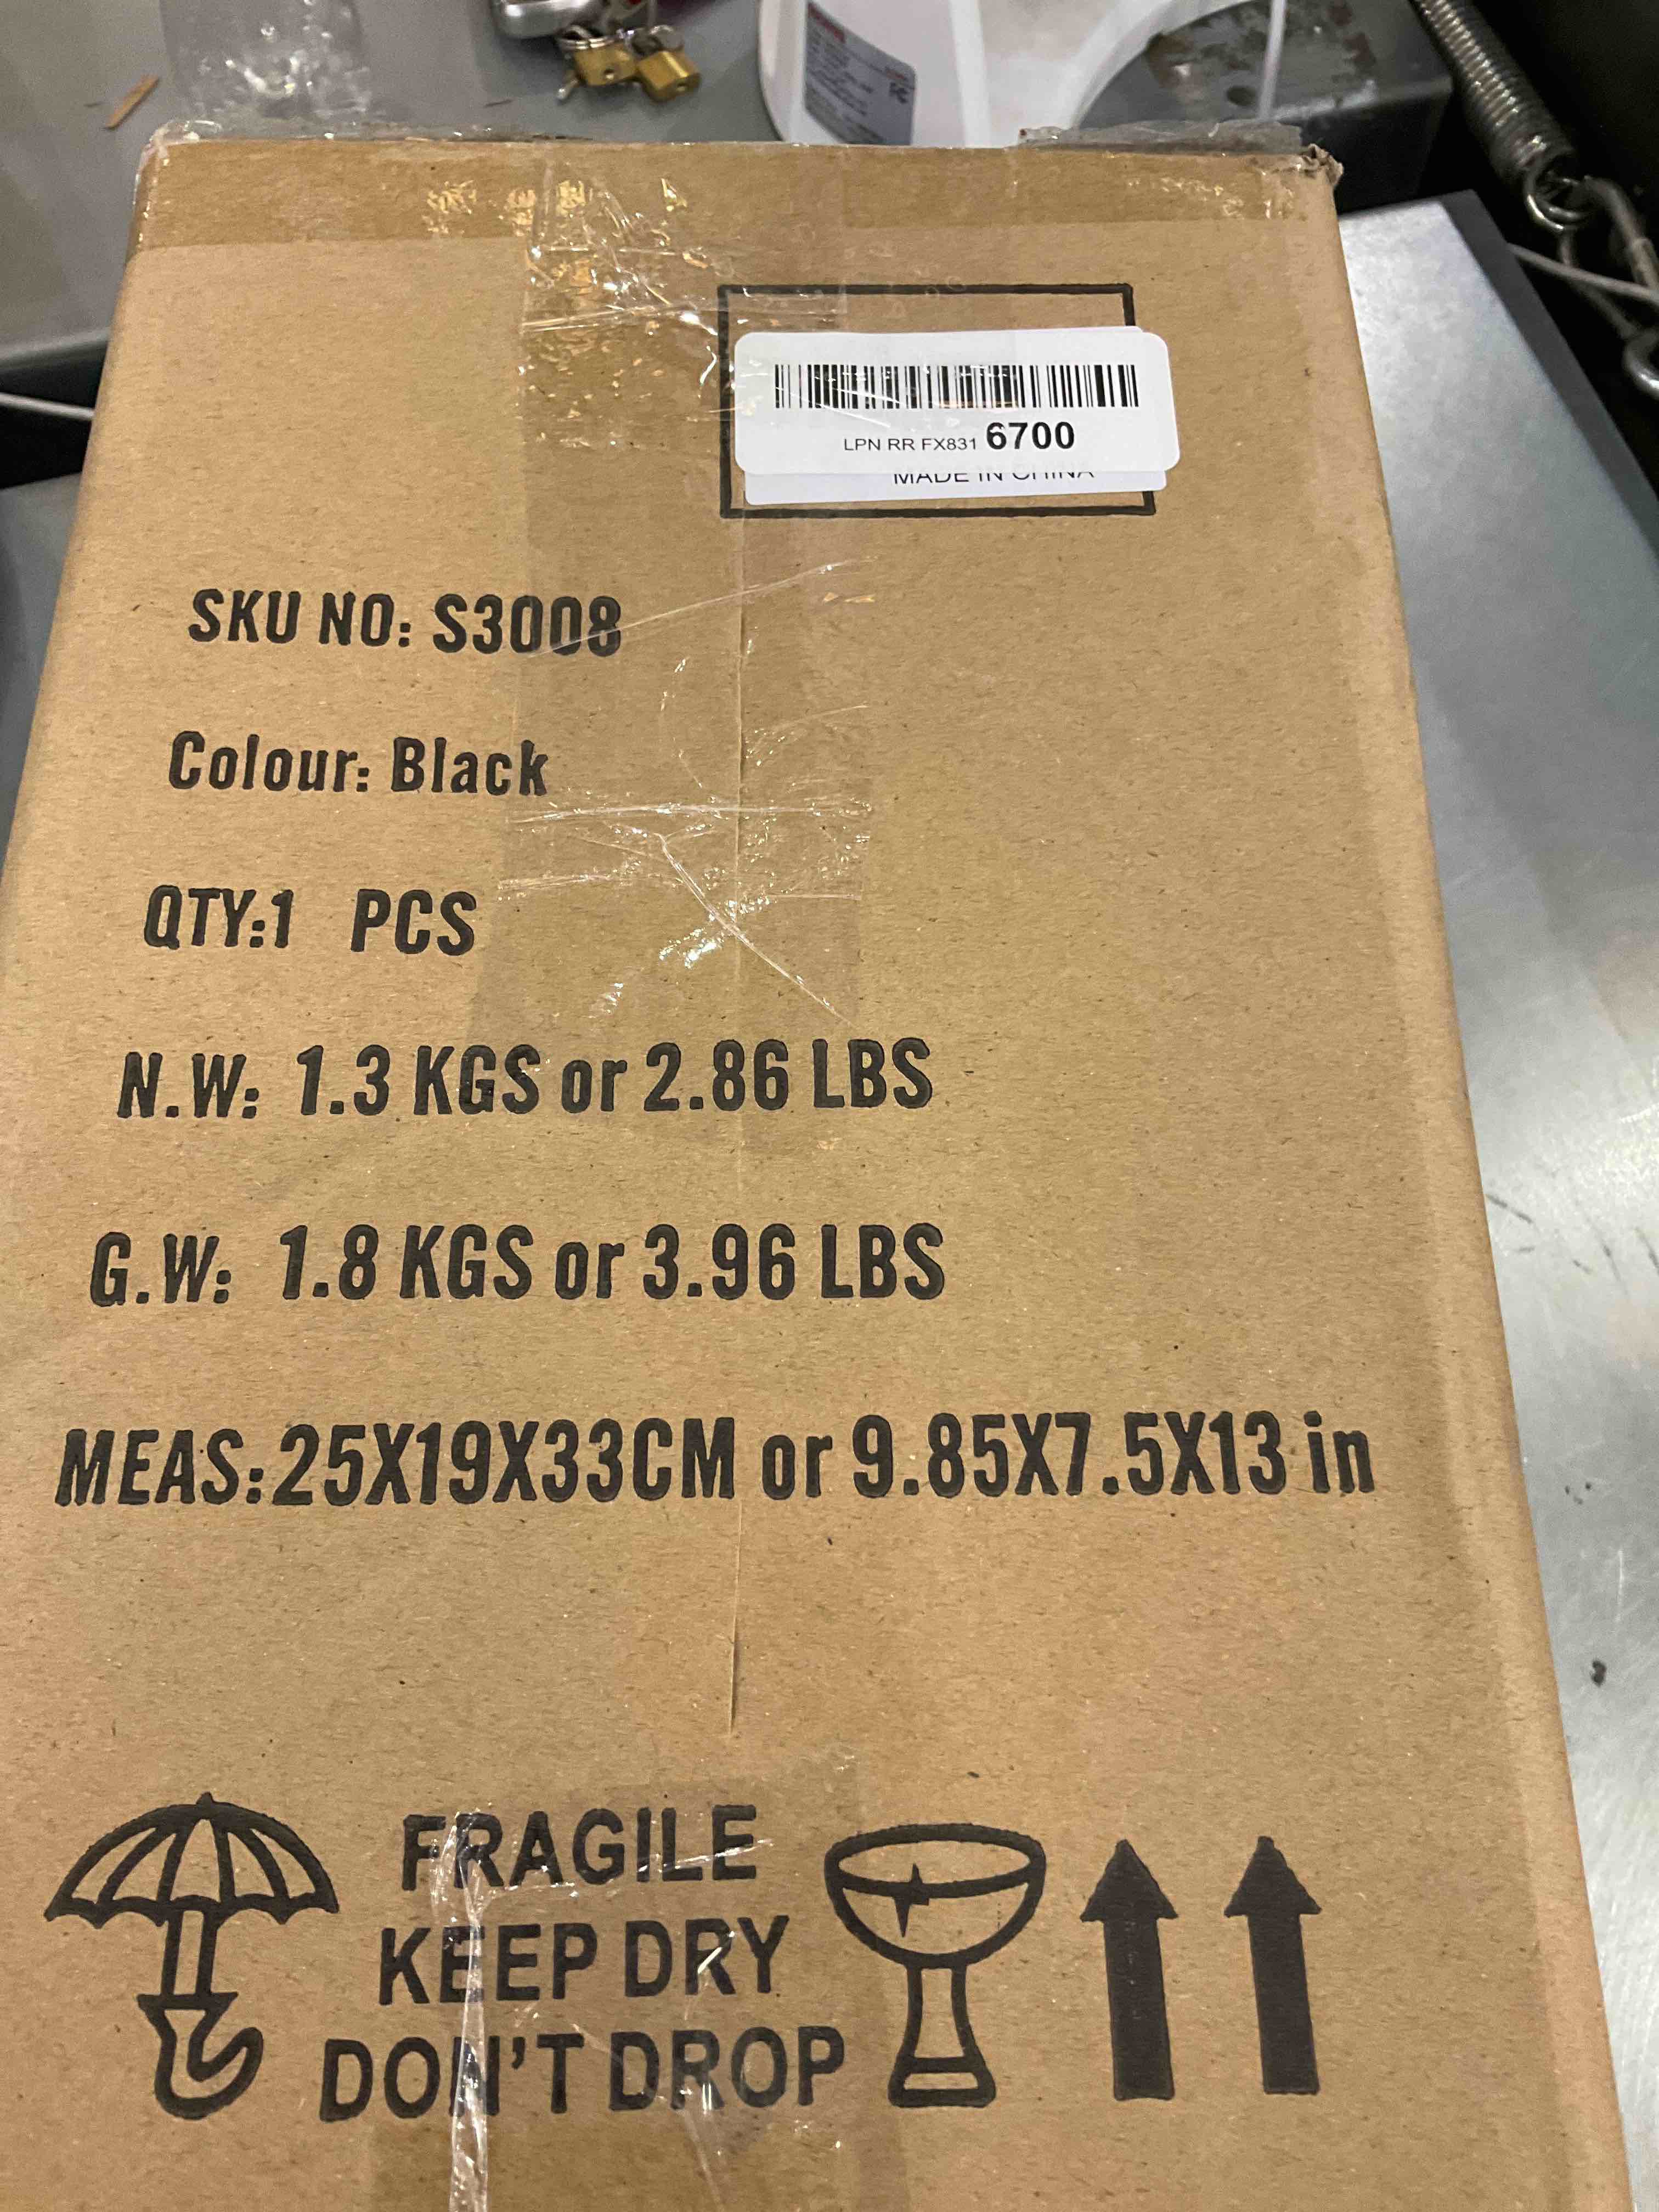 LPN RR FX831 6700
MADE IN CHINA
SKU NO: S3008
Colour: Black
QTY:1 PCS
N.W: 1.3 KGS or 2.86 LBS
G.W: 1.8 KGS or 3.96 LBS
MEAS:25X19X33CM or 9.85X7.5X13 in
FRAGILE
KEEP DRY
DON'T DROP